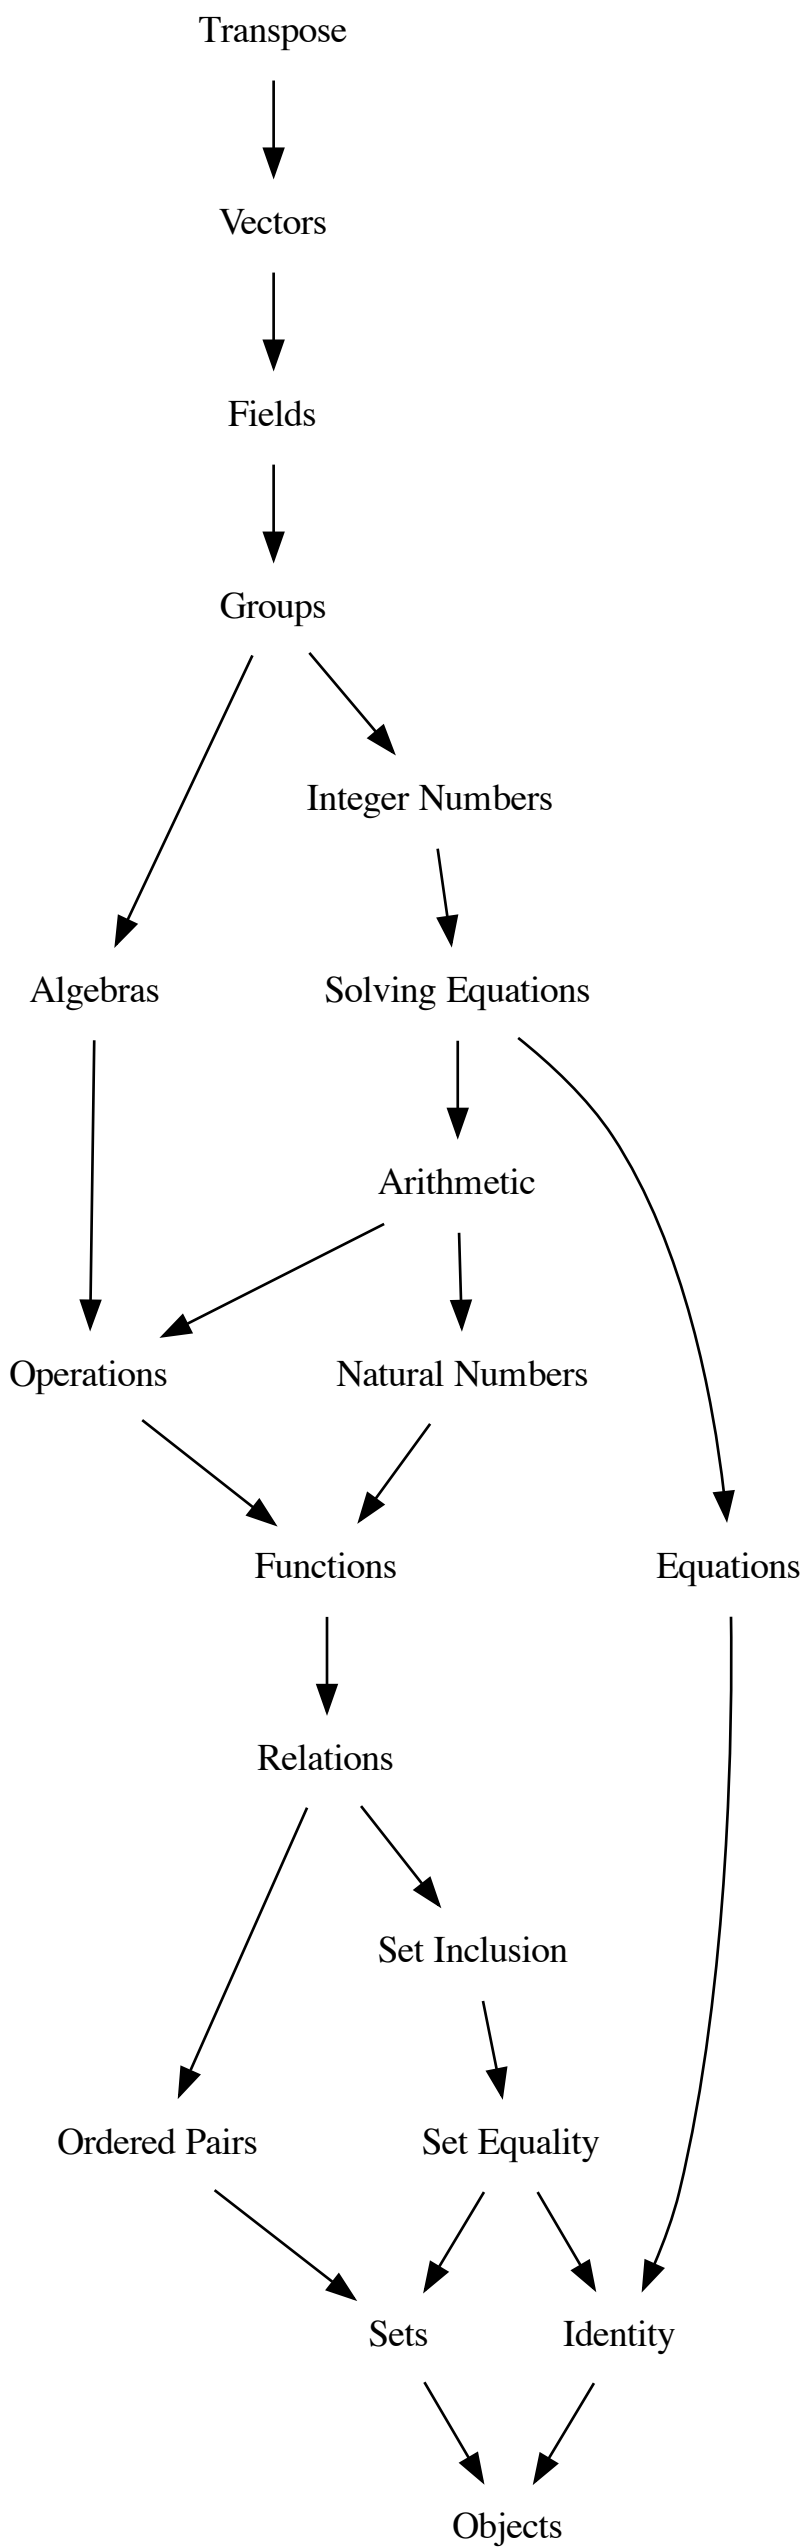 Transpose
Vectors
Fields
Groups
Integer Numbers
Algebras
Solving Equations
Arithmetic
Operations
Natural Numbers
Functions
Equations
Relations
Set Inclusion
Ordered Pairs
Set Equality
Sets
Identity
Objects